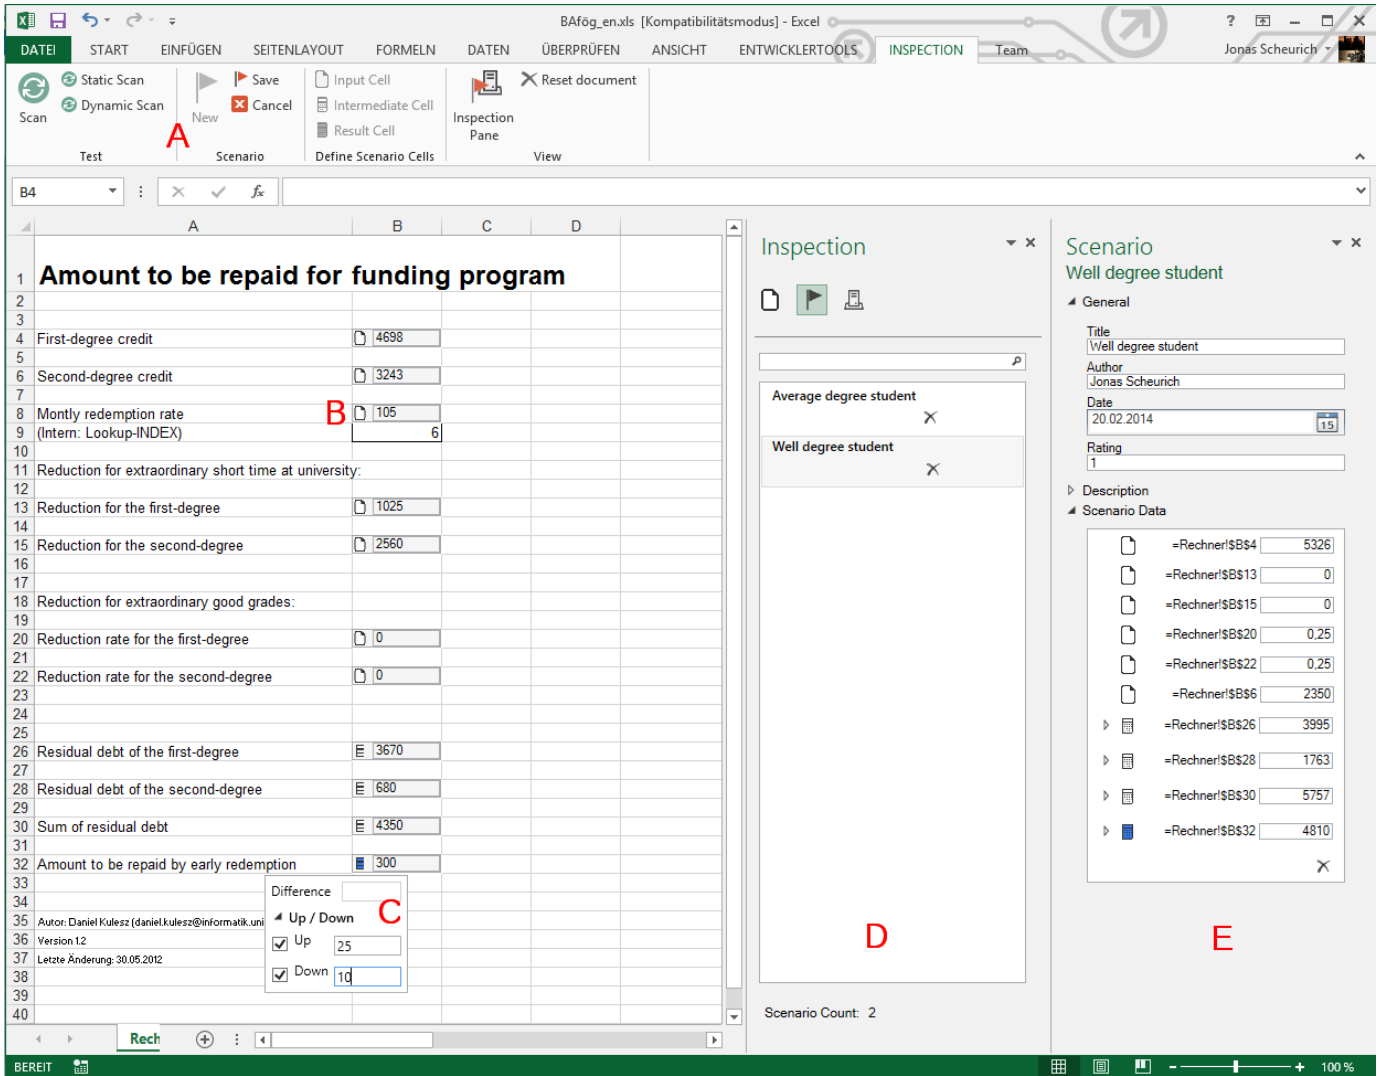 BAfög_en.xls [Kompatibilitätsmodus] - Excel
DATEI START EINFÜGEN SEITENLAYOUT FORMELN DATEN ÜBERPRÜFEN ANSICHT ENTWICKLERTOOLS INSPECTION Team Jonas Scheurich
Scan
Static Scan
Dynamic Scan
Test
A
New
Save
Cancel
Scenario
Input Cell
Intermediate Cell
Result Cell
Define Scenario Cells
Inspection
Pane
Reset document
View
B4
fx
A B C D
1 Amount to be repaid for funding program
2
3
4 First-degree credit 4698
5
6 Second-degree credit 3243
7
8 Montly redemption rate B 105
9 (Intern: Lookup-INDEX) 6
10
11 Reduction for extraordinary short time at university:
12
13 Reduction for the first-degree 1025
14
15 Reduction for the second-degree 2560
16
17
18 Reduction for extraordinary good grades:
19
20 Reduction rate for the first-degree 0
21
22 Reduction rate for the second-degree 0
23
24
25
26 Residual debt of the first-degree 3670
27
28 Residual debt of the second-degree 680
29
30 Sum of residual debt 4350
31
32 Amount to be repaid by early redemption 300
33
34
35 Autor: Daniel Kulesz (daniel.kulesz@informatik.uni
36 Version 1.2
37 Letzte Änderung: 30.05.2012
38
39
40
Difference
C
Up / Down
Up 25
Down 10
Rech
Inspection
Average degree student
Well degree student
D
Scenario Count: 2
Scenario
Well degree student
General
Title
Well degree student
Author
Jonas Scheurich
Date
20.02.2014 15
Rating
1
Description
Scenario Data
=Rechner!$B$4 5326
=Rechner!$B$13 0
=Rechner!$B$15 0
=Rechner!$B$20 0,25
=Rechner!$B$22 0,25
=Rechner!$B$6 2350
=Rechner!$B$26 3995
=Rechner!$B$28 1763
=Rechner!$B$30 5757
=Rechner!$B$32 4810
E
BEREIT 100 %